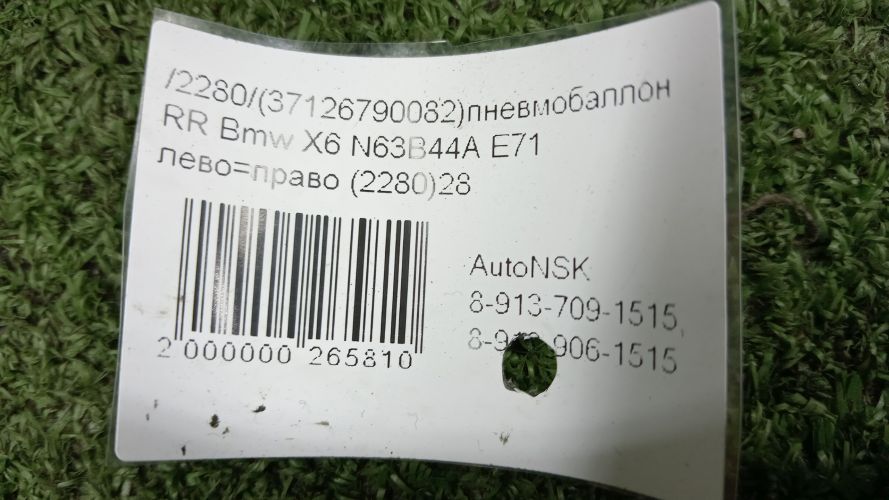 /2280/(37126790082)пневмобаллон
RR Bmw X6 N63B44A E71
лево=право (2280)28
AutoNSK
8-913-709-1515,
906-1515
2 000000 265810